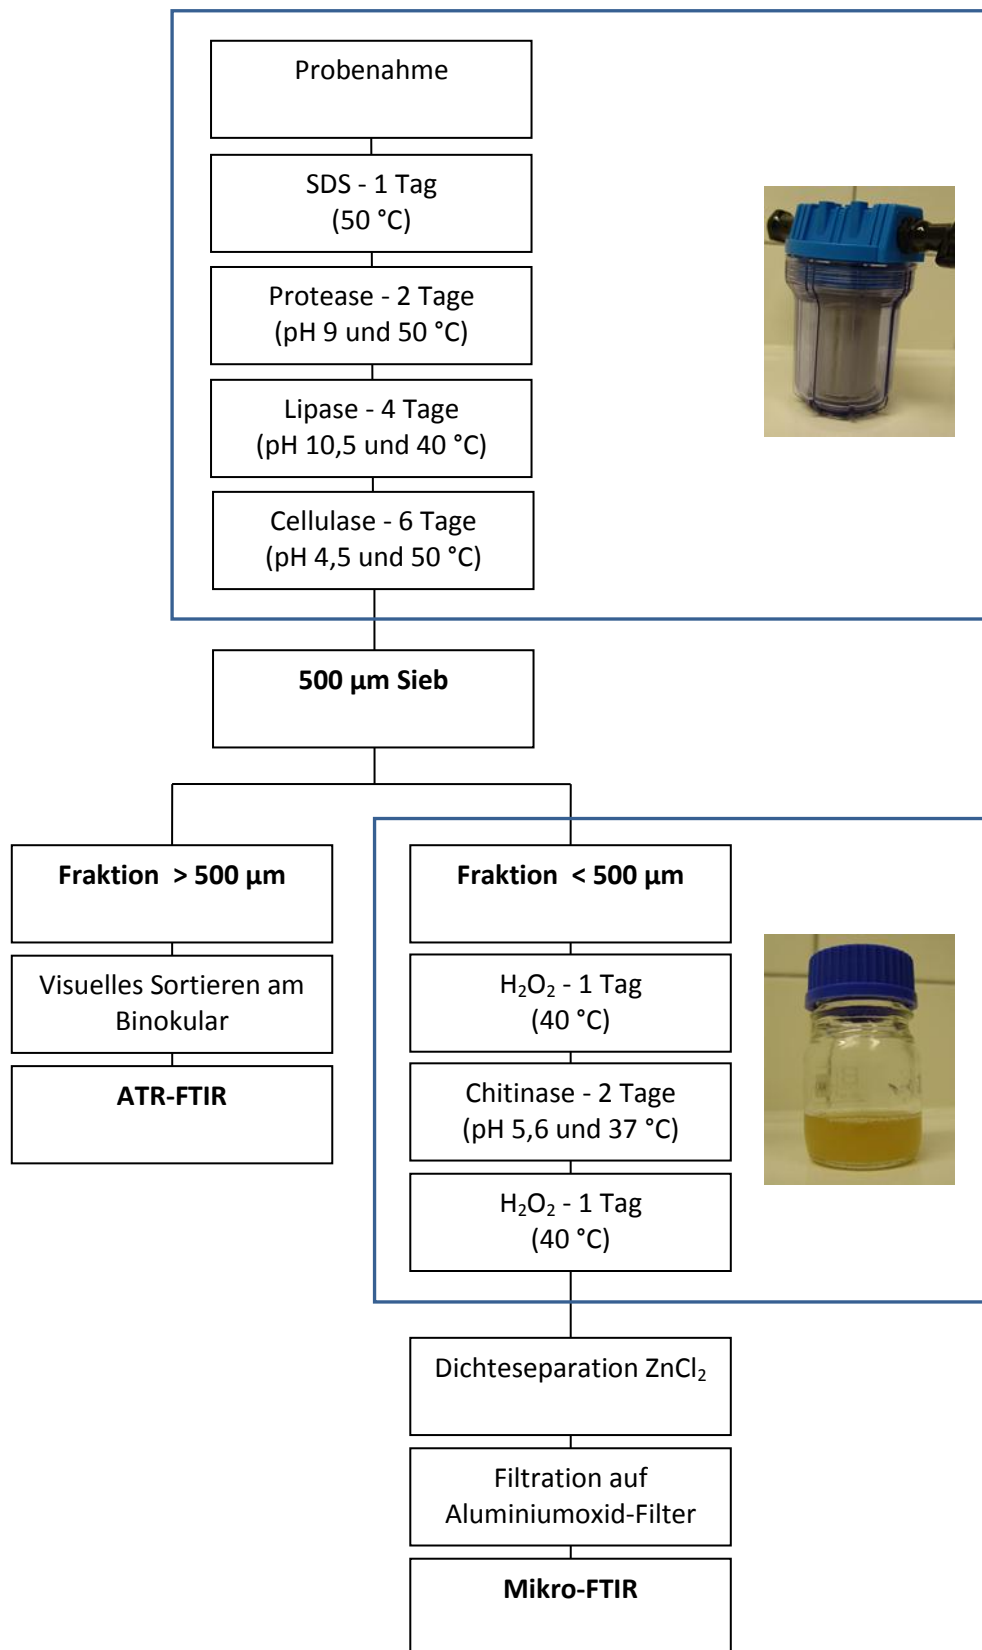 Probenahme
SDS - 1 Tag
(50 °C)
Protease - 2 Tage
(pH 9 und 50 °C)
Lipase - 4 Tage
(pH 10,5 und 40 °C)
Cellulase - 6 Tage
(pH 4,5 und 50 °C)
500 µm Sieb
Fraktion > 500 µm
Visuelles Sortieren am
Binokular
ATR-FTIR
Fraktion < 500 µm
H₂O₂ - 1 Tag
(40 °C)
Chitinase - 2 Tage
(pH 5,6 und 37 °C)
H₂O₂ - 1 Tag
(40 °C)
Dichteseparation ZnCl₂
Filtration auf
Aluminiumoxid-Filter
Mikro-FTIR